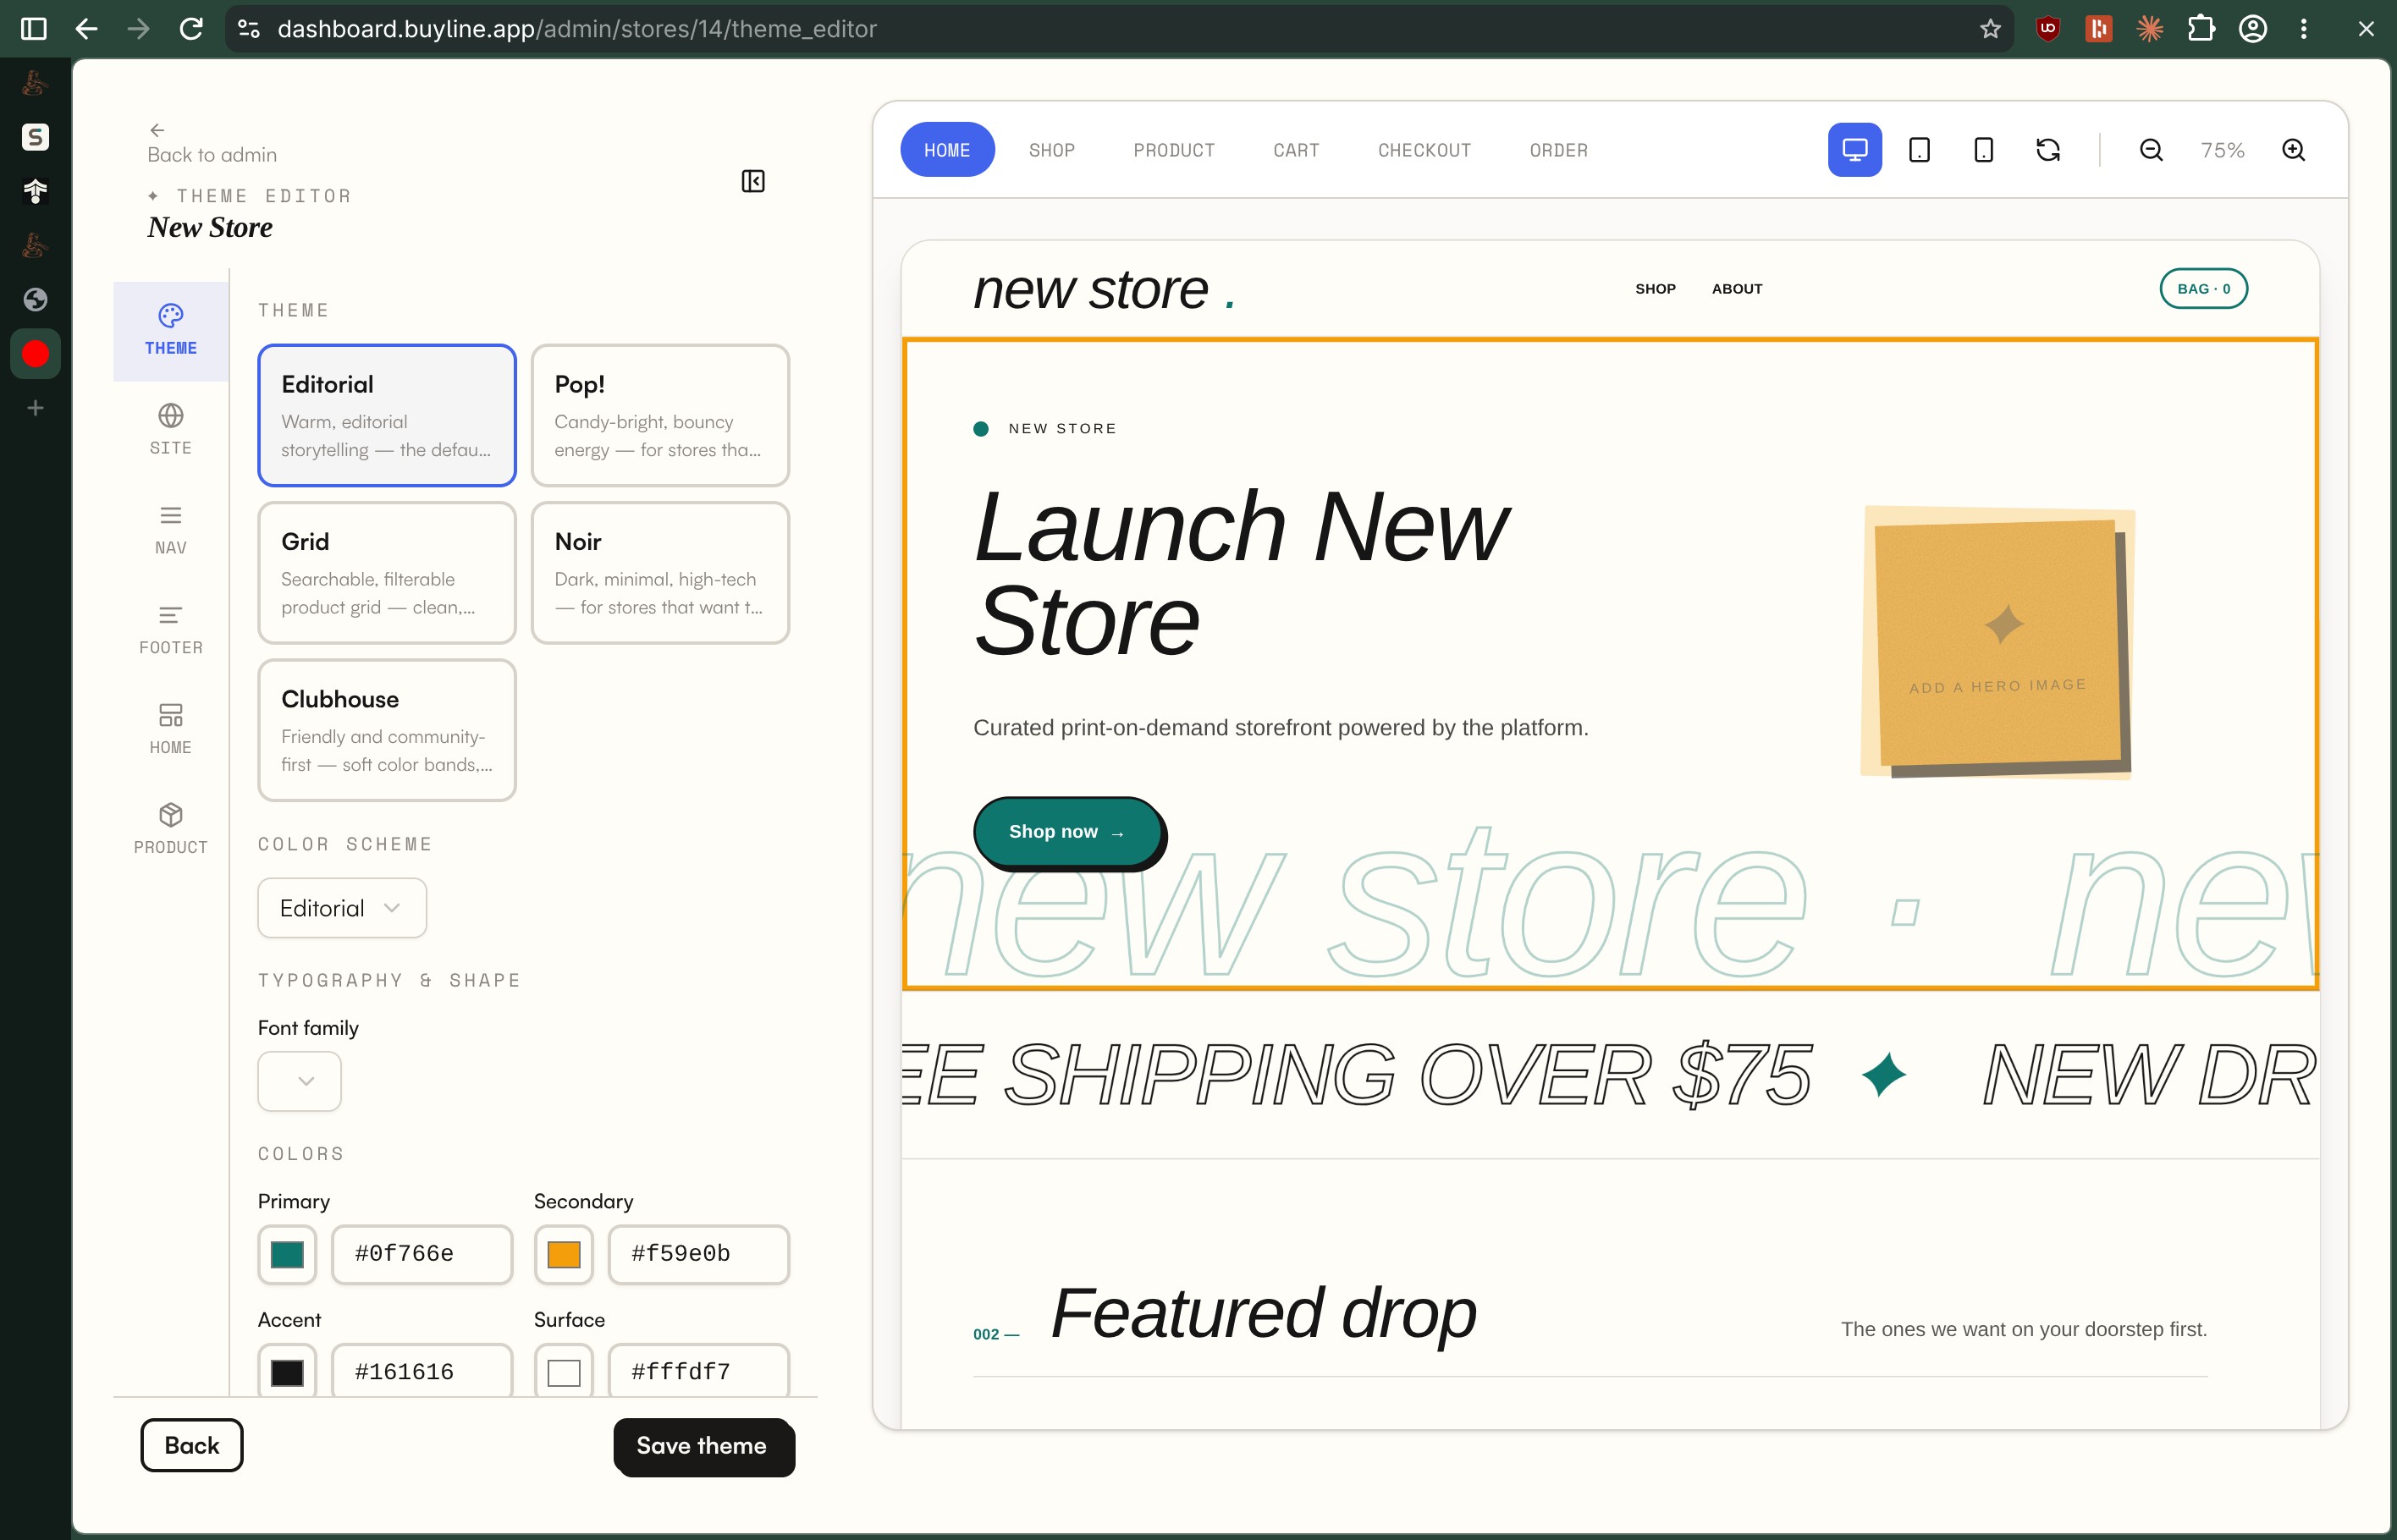 dashboard.buyline.app/admin/stores/14/theme_editor
Back to admin
✦ THEME EDITOR
New Store
THEME
SITE
NAV
FOOTER
HOME
PRODUCT
THEME
Editorial
Warm, editorial
storytelling — the defau...
Pop!
Candy-bright, bouncy
energy — for stores tha...
Grid
Searchable, filterable
product grid — clean,...
Noir
Dark, minimal, high-tech
— for stores that want t...
Clubhouse
Friendly and community-
first — soft color bands,...
COLOR SCHEME
Editorial
TYPOGRAPHY & SHAPE
Font family
COLORS
Primary
Secondary
#0f766e
#f59e0b
Accent
Surface
#161616
#fffdf7
Back
Save theme
HOME
SHOP
PRODUCT
CART
CHECKOUT
ORDER
75%
new store .
SHOP
ABOUT
BAG · 0
NEW STORE
Launch New
Store
Curated print-on-demand storefront powered by the platform.
Shop now →
ADD A HERO IMAGE
new store · new
EE SHIPPING OVER $75 ✦ NEW DR
002 —
Featured drop
The ones we want on your doorstep first.